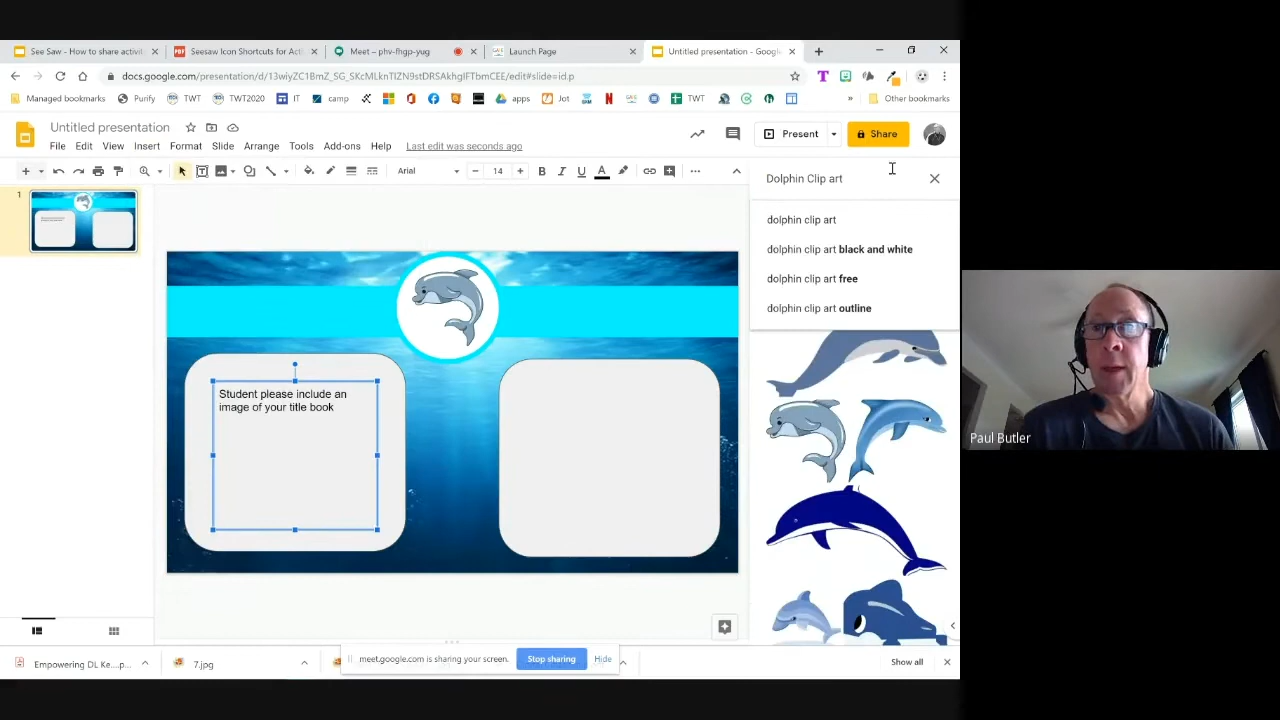 See Saw - How to share activit
Seesaw Icon Shortcuts for Act
Meet – phv-fhgp-yug
Launch Page
Untitled presentation - Google
docs.google.com/presentation/d/13wiyZC1BmZ_SG_SKcMLknTIZN9stDRSAkhgIFTbmCEE/edit#slide=id.p
Managed bookmarks
Purify
TWT
TWT2020
IT
camp
apps
Jot
TWT
»
Other bookmarks
Untitled presentation
Present
Share
File Edit View Insert Format Slide Arrange Tools Add-ons Help Last edit was seconds ago
Arial
14
B I U A
Dolphin Clip art
1
dolphin clip art
dolphin clip art black and white
dolphin clip art free
dolphin clip art outline
Student please include an
image of your title book
Paul Butler
Empowering DL Ke....p...
7.jpg
meet.google.com is sharing your screen.
Stop sharing
Hide
Show all